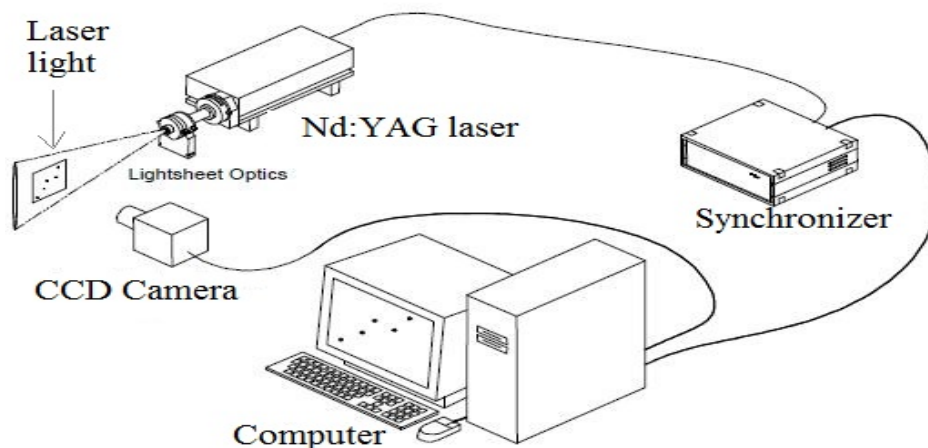 Laser
light
Nd:YAG laser
Lightsheet Optics
Synchronizer
CCD Camera
Computer